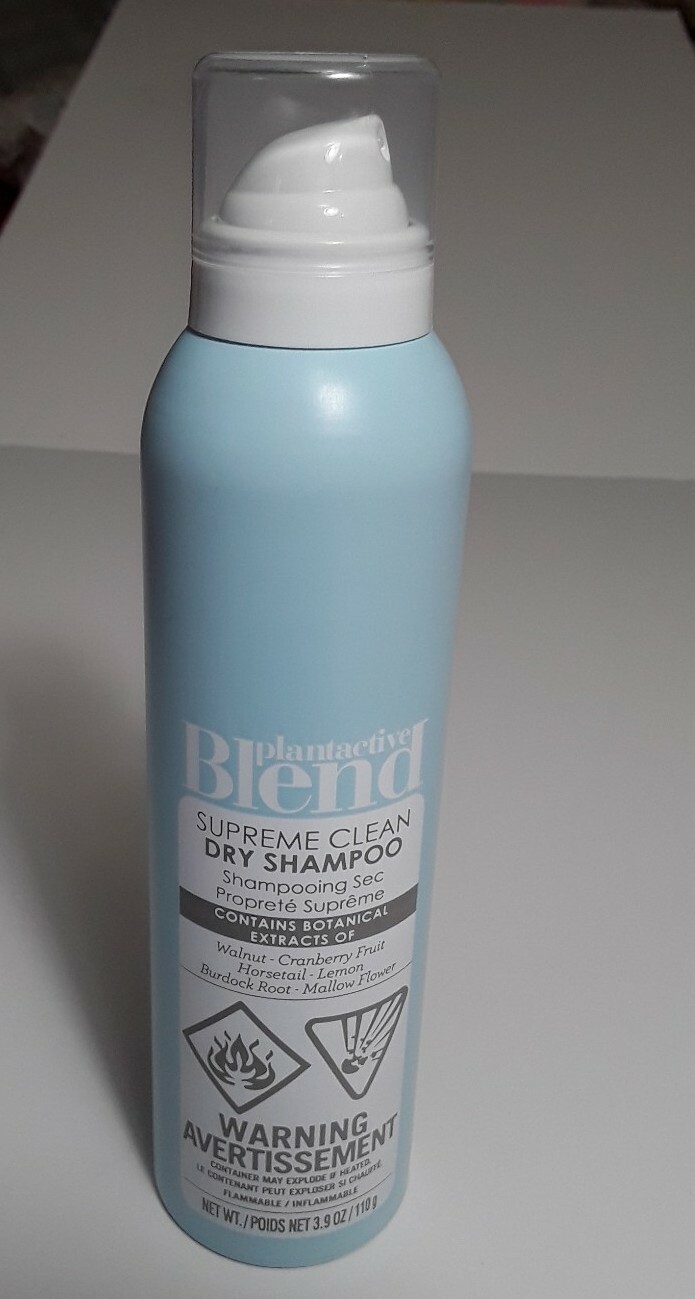 plantactive
Blend
SUPREME CLEAN
DRY SHAMPOO
Shampooing Sec
Propreté Suprême
CONTAINS BOTANICAL
EXTRACTS OF
Walnut - Cranberry Fruit
Horsetail - Lemon
Burdock Root - Mallow Flower
WARNING
AVERTISSEMENT
CONTAINER MAY EXPLODE IF HEATED.
LE CONTENANT PEUT EXPLOSER SI CHAUFFÉ.
FLAMMABLE / INFLAMMABLE
NET WT. / POIDS NET 3.9 OZ / 110 g